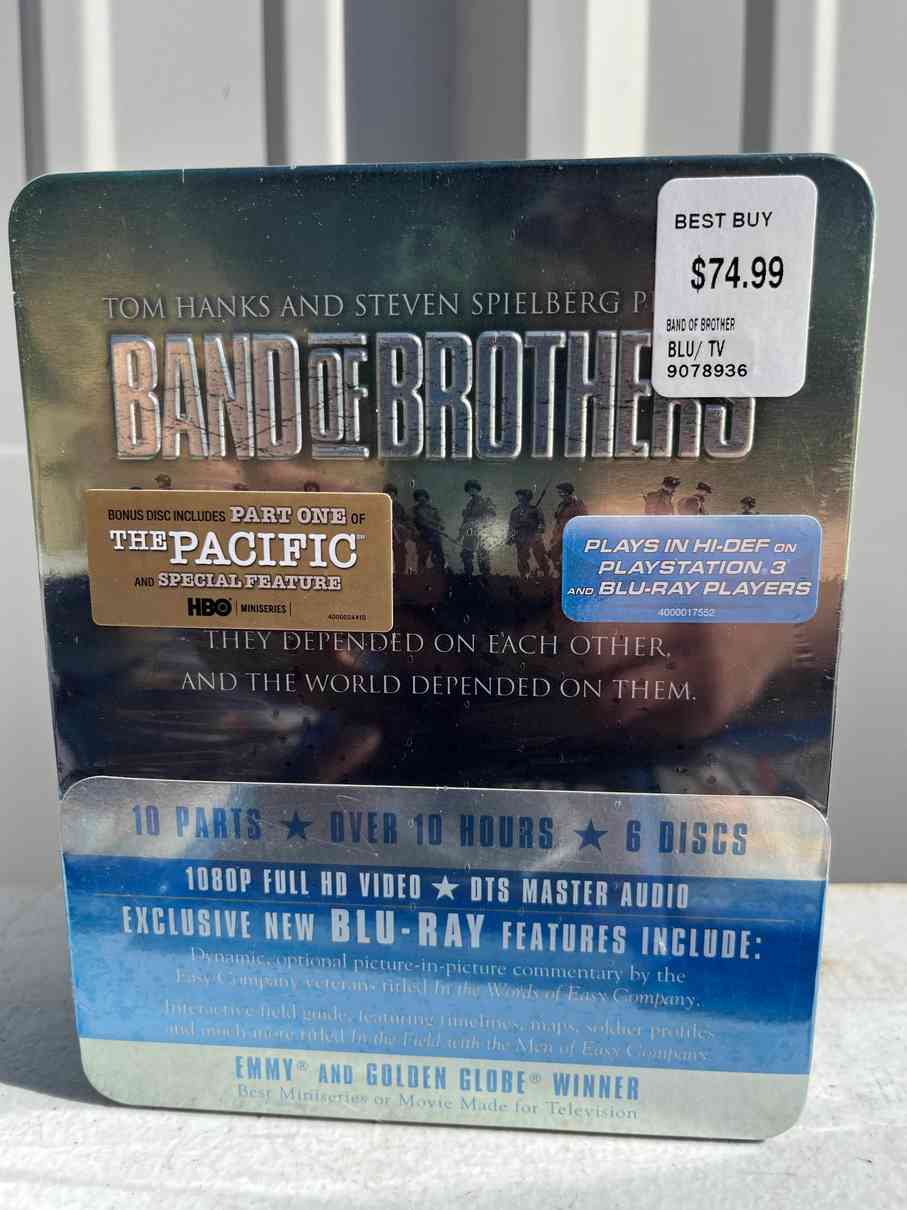 BEST BUY
$74.99
BAND OF BROTHER
BLU/ TV
9078936
TOM HANKS AND STEVEN SPIELBERG P
BAND OF BROTHERS
BONUS DISC INCLUDES PART ONE OF
THE PACIFIC™
AND SPECIAL FEATURE
HBO MINISERIES
PLAYS IN HI-DEF ON
PLAYSTATION®3
AND BLU-RAY PLAYERS
4000017552
THEY DEPENDED ON EACH OTHER,
AND THE WORLD DEPENDED ON THEM.
10 PARTS ★ OVER 10 HOURS ★ 6 DISCS
1080P FULL HD VIDEO ★ DTS MASTER AUDIO
EXCLUSIVE NEW BLU-RAY FEATURES INCLUDE:
Dynamic, optional picture-in-picture commentary by the
Easy Company veterans titled In the Words of Easy Company.
Interactive field guide, featuring timelines, maps, soldier profiles
and much more titled In the Field with the Men of Easy Company.
EMMY® AND GOLDEN GLOBE® WINNER
Best Miniseries or Movie Made for Television